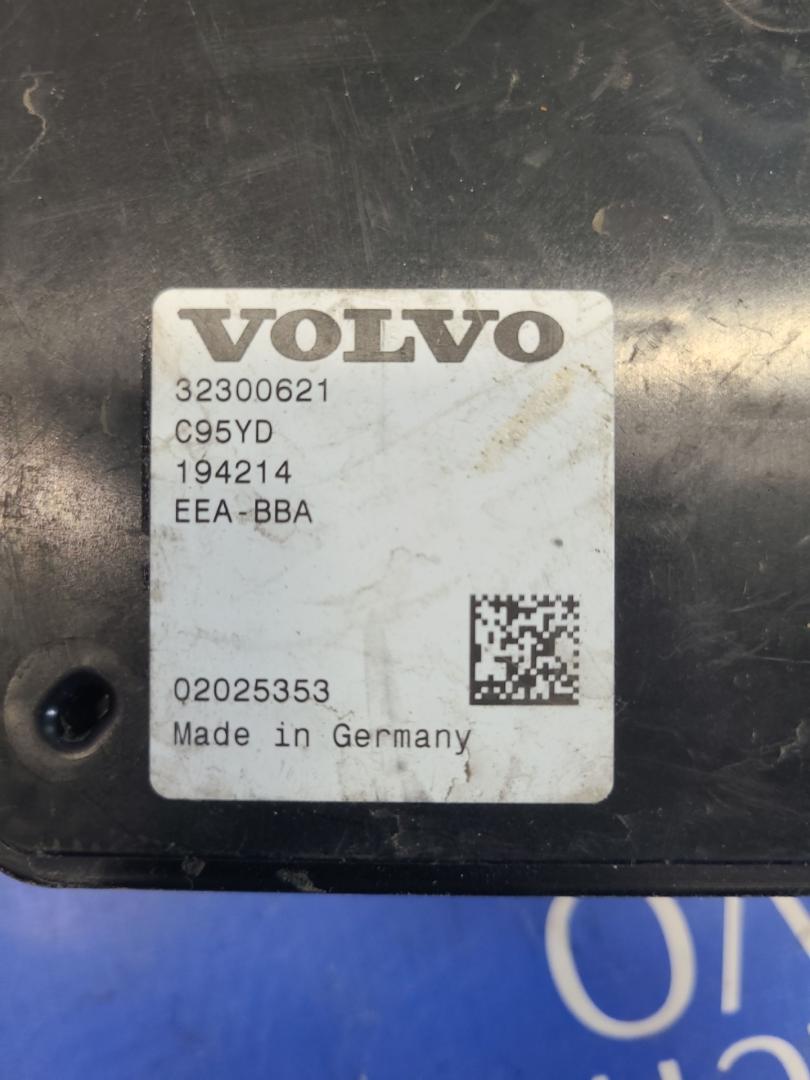 VOLVO
32300621
C95YD
194214
EEA-BBA
02025353
Made in Germany